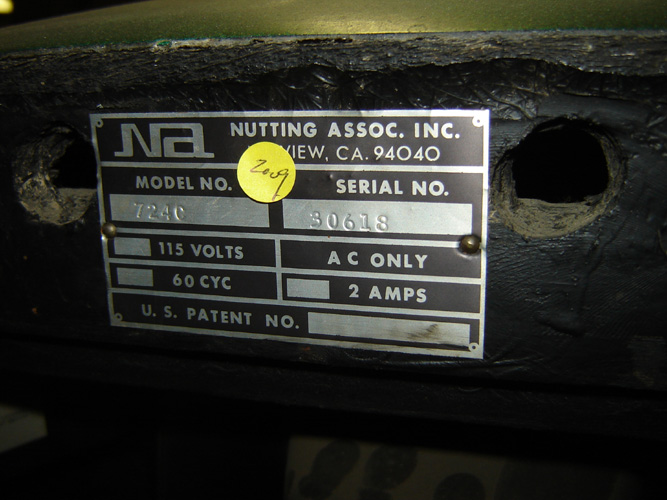 NA NUTTING ASSOC. INC.
VIEW, CA. 94040
2009
MODEL NO. SERIAL NO.
724C 30618
115 VOLTS AC ONLY
60 CYC 2 AMPS
U. S. PATENT NO.